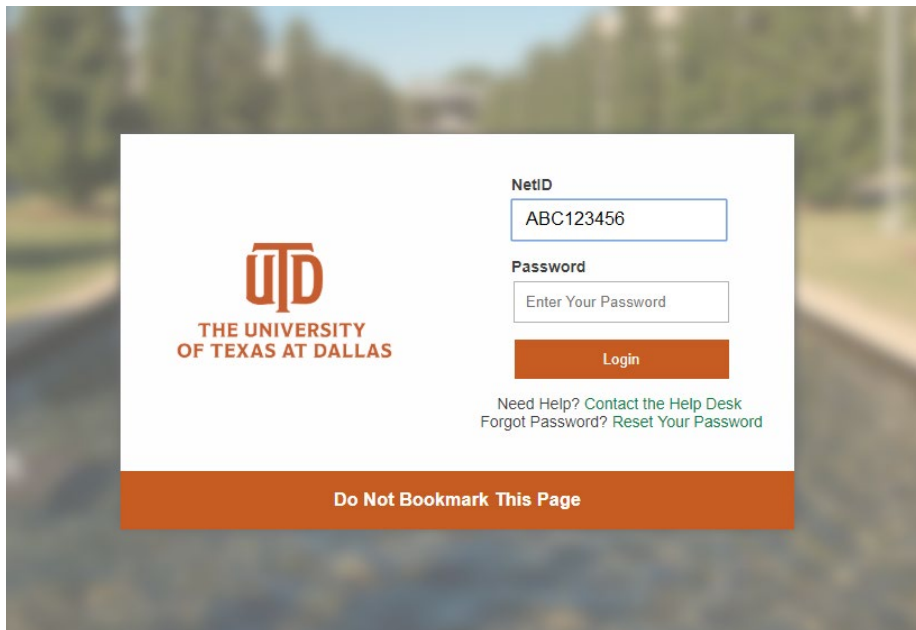 UTD
THE UNIVERSITY
OF TEXAS AT DALLAS
NetID
ABC123456
Password
Enter Your Password
Login
Need Help? Contact the Help Desk
Forgot Password? Reset Your Password
Do Not Bookmark This Page